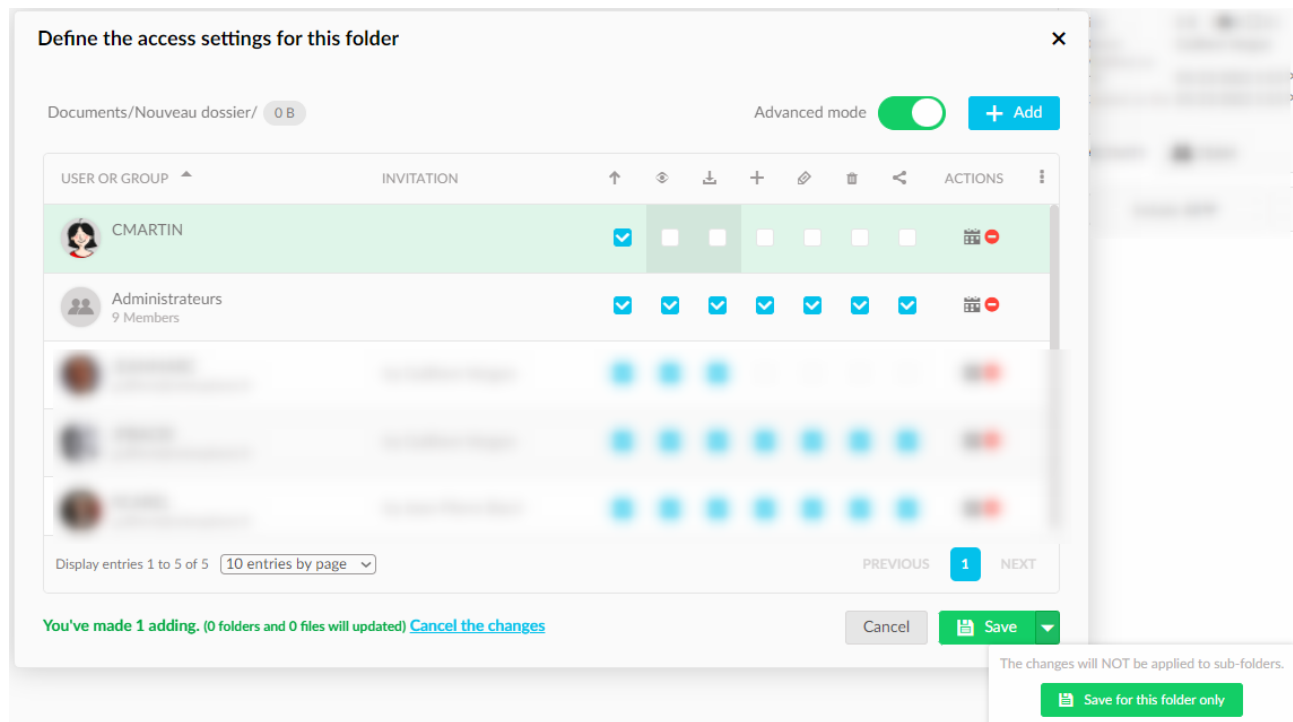 Define the access settings for this folder
Documents/Nouveau dossier/ 0 B
Advanced mode
Add
USER OR GROUP INVITATION ACTIONS
CMARTIN
Administrateurs
9 Members
Display entries 1 to 5 of 5 10 entries by page
PREVIOUS 1 NEXT
You've made 1 adding. (0 folders and 0 files will updated) Cancel the changes
Cancel
Save
The changes will NOT be applied to sub-folders.
Save for this folder only